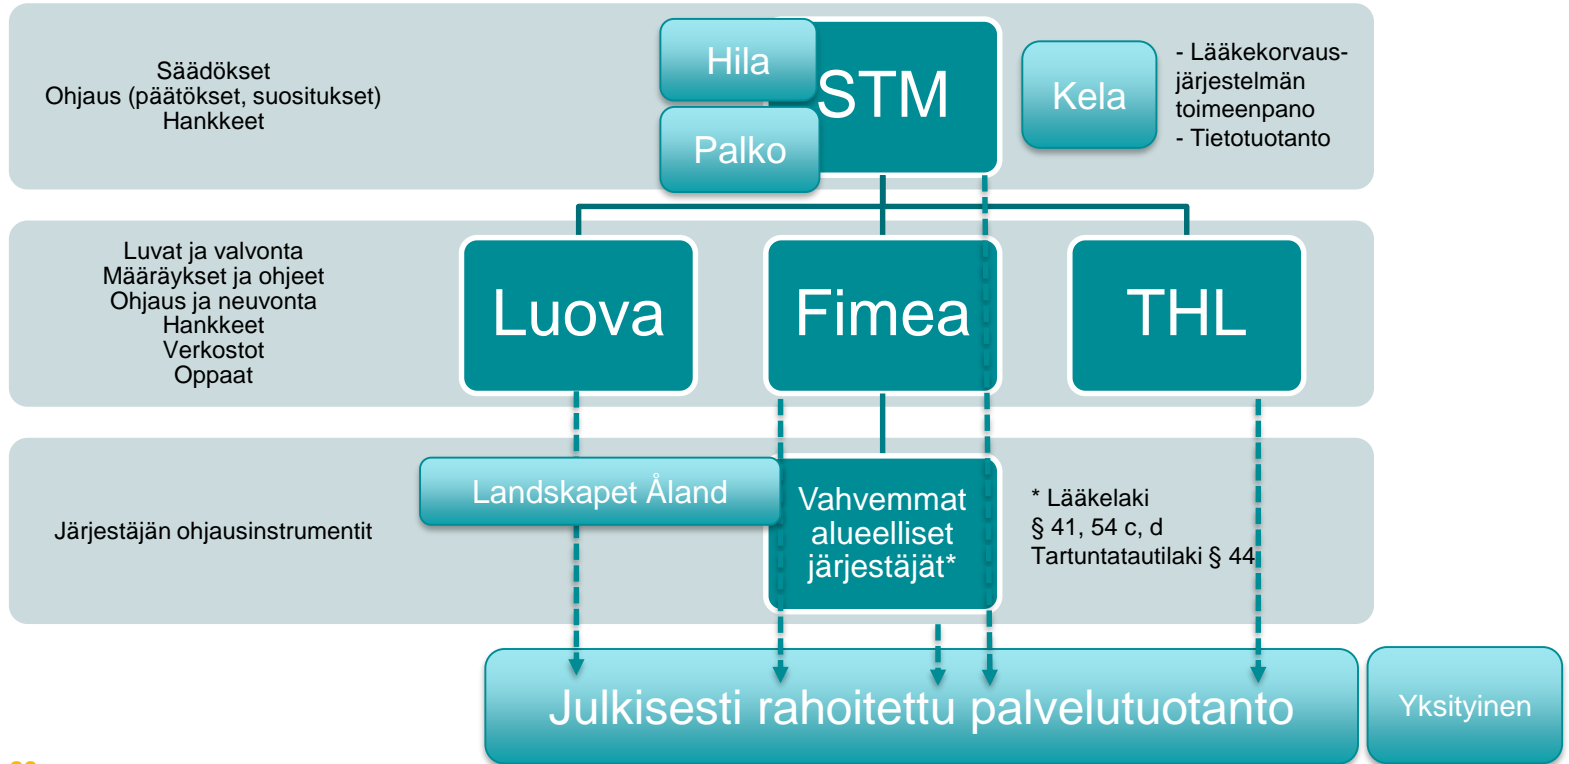 Säädökset
Ohjaus (päätökset, suositukset)
Hankkeet
Hila
Palko
STM
Kela
- Lääkekorvaus-
järjestelmän
toimeenpano
- Tietotuotanto
Luvat ja valvonta
Määräykset ja ohjeet
Ohjaus ja neuvonta
Hankkeet
Verkostot
Oppaat
Luova
Fimea
THL
Järjestäjän ohjausinstrumentit
Landskapet Åland
Vahvemmat
alueelliset
järjestäjät*
* Lääkelaki
§ 41, 54 c, d
Tartuntatautilaki § 44
Julkisesti rahoitettu palvelutuotanto
Yksityinen